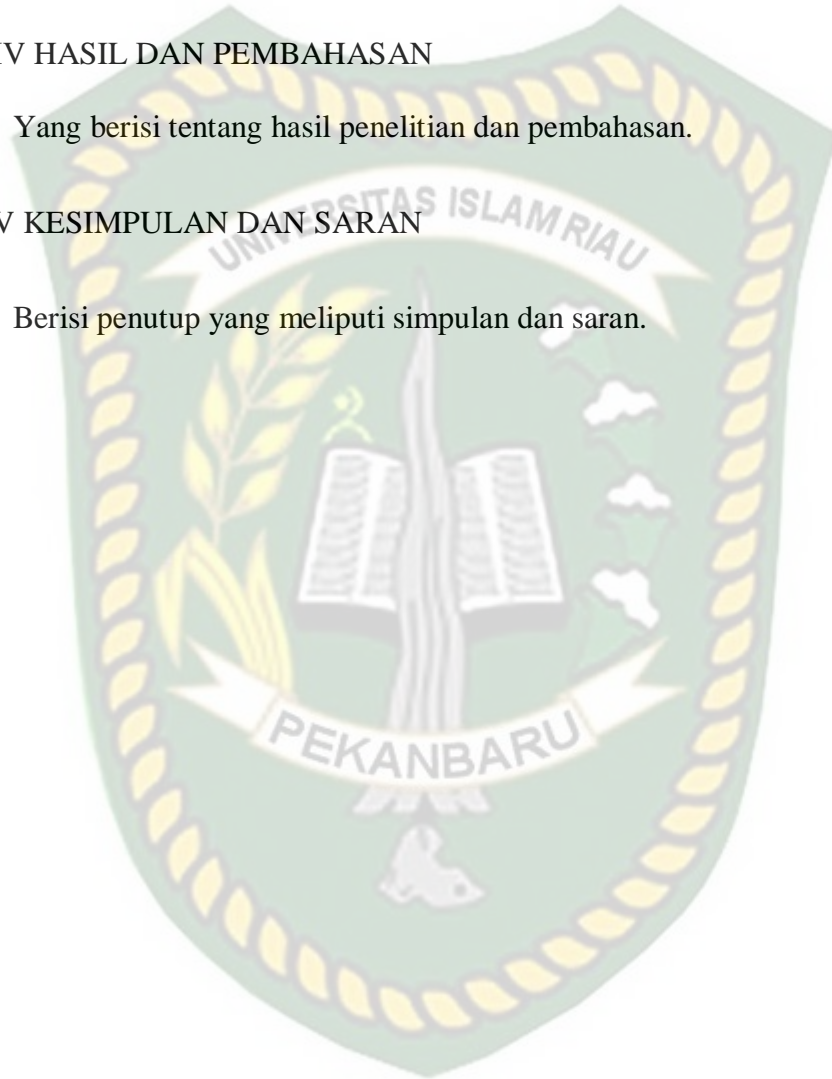 IV HASIL DAN PEMBAHASAN
Yang berisi tentang hasil penelitian dan pembahasan.
UNIVERSITAS ISLAM RIAU
V KESIMPULAN DAN SARAN
Berisi penutup yang meliputi simpulan dan saran.
PEKANBARU